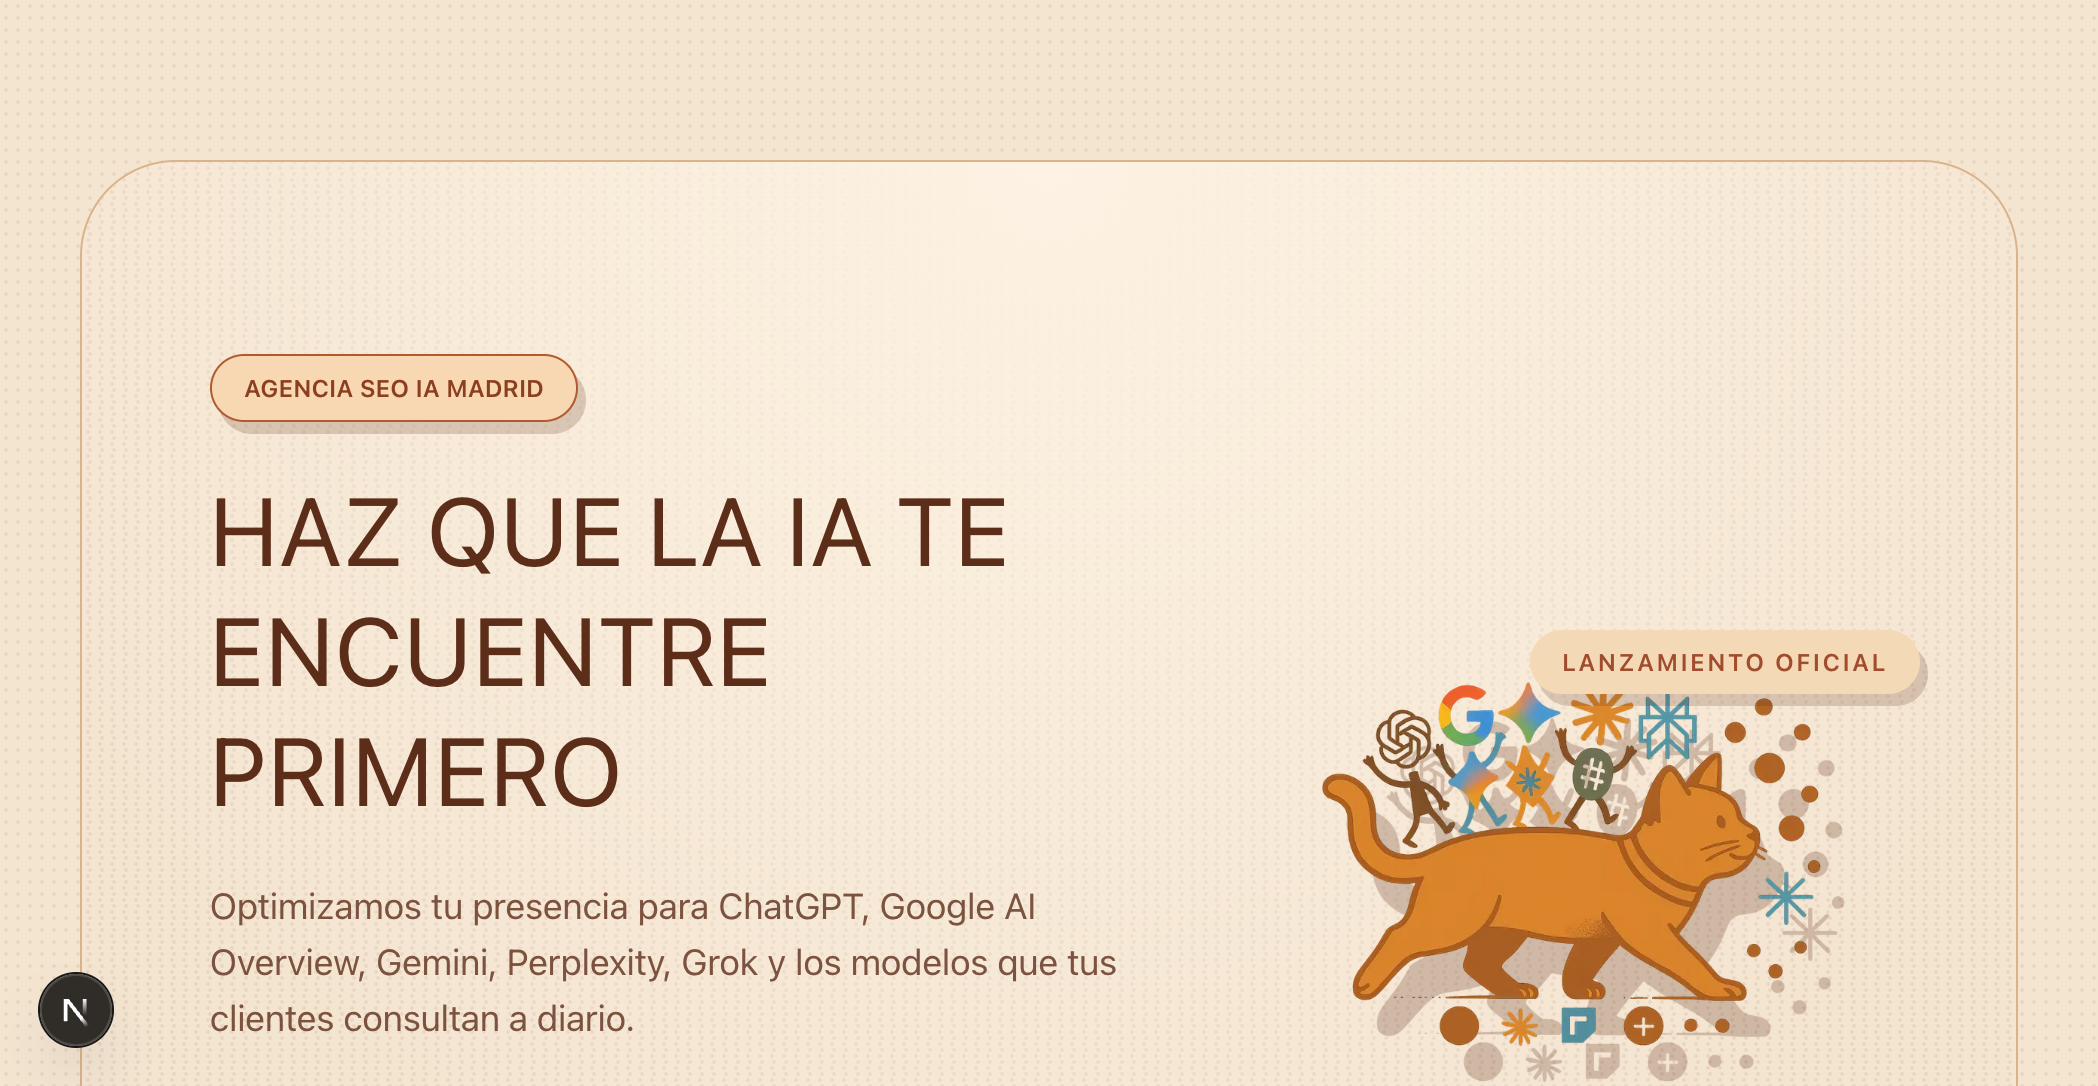 AGENCIA SEO IA MADRID
HAZ QUE LA IA TE
ENCUENTRE
PRIMERO
Optimizamos tu presencia para ChatGPT, Google AI
Overview, Gemini, Perplexity, Grok y los modelos que tus
clientes consultan a diario.
LANZAMIENTO OFICIAL
G
#
N